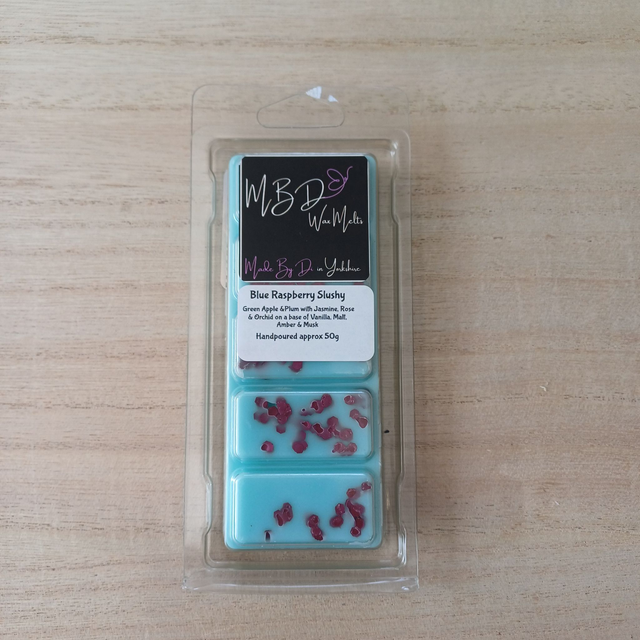 MBD
Wax Melts
Made By Di in Yorkshire
Blue Raspberry Slushy
Green Apple &Plum with Jasmine, Rose
& Orchid on a base of Vanilla, Malt,
Amber & Musk
Handpoured approx 50g